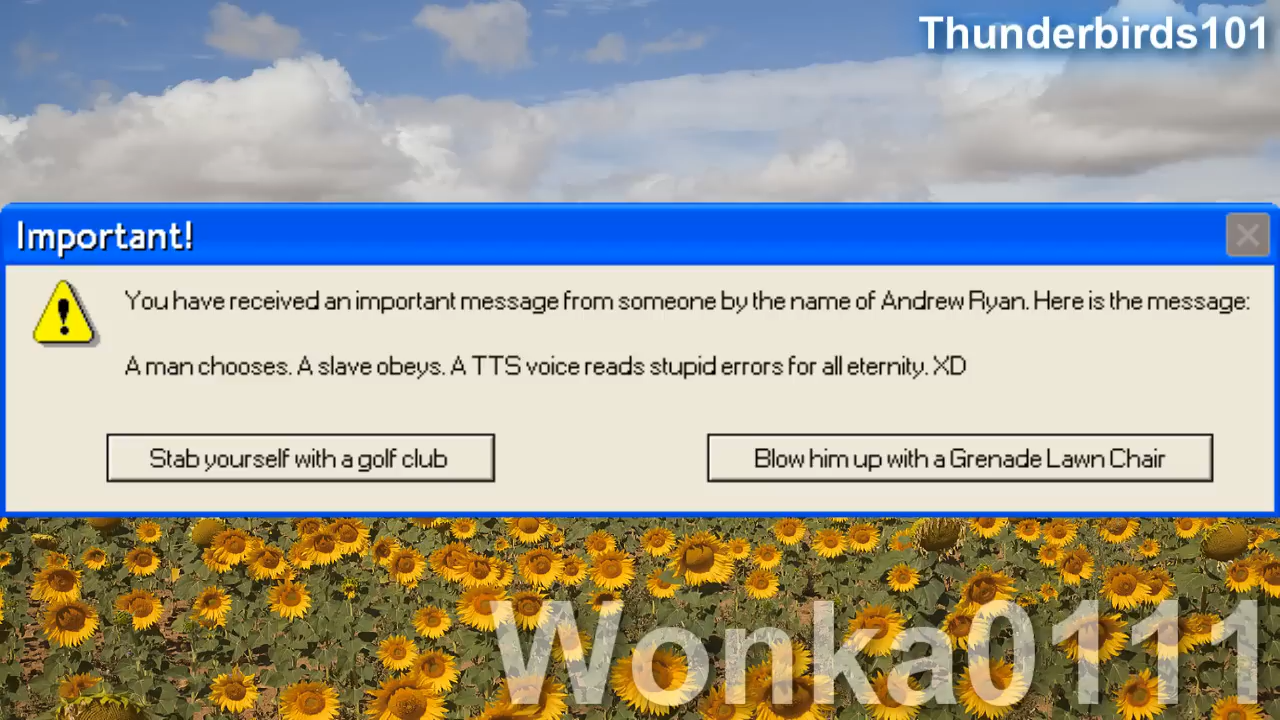 Thunderbirds101
Important!
You have received an important message from someone by the name of Andrew Ryan. Here is the message:
A man chooses. A slave obeys. A TTS voice reads stupid errors for all eternity. XD
Stab yourself with a golf club
Blow him up with a Grenade Lawn Chair
Wonka0111